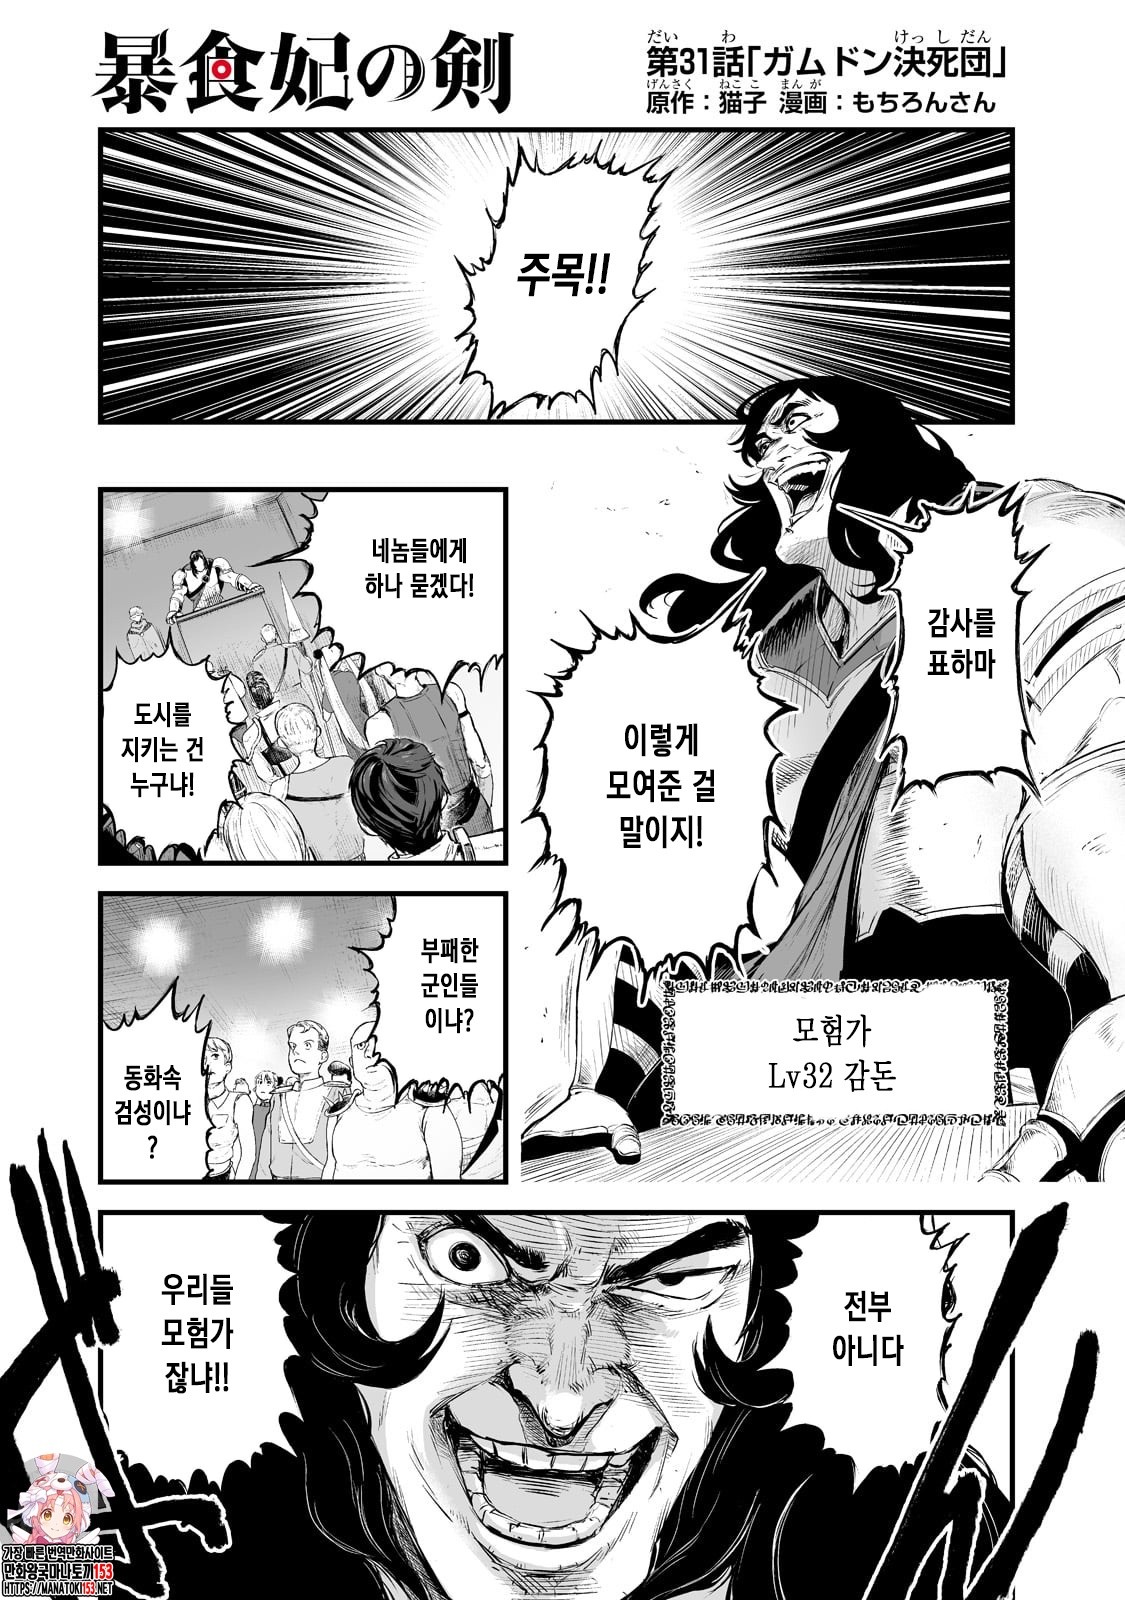 暴食妃の剣
だい わ けっしだん
第31話「ガムドン決死団」
げんさく ねここ まんが
原作：猫子 漫画：もちろんさん
주목!!
감사를
표하마
이렇게
모여준 걸
말이지!
모험가
Lv32 감돈
네놈들에게
하나 묻겠다!
도시를
지키는 건
누구냐!
부패한
군인들
이냐?
동화속
검성이냐
?
전부
아니다
우리들
모험가
잖냐!!
가장 빠른 번역만화사이트
만화왕국마나토끼153
HTTPS://MANATOKI153.NET